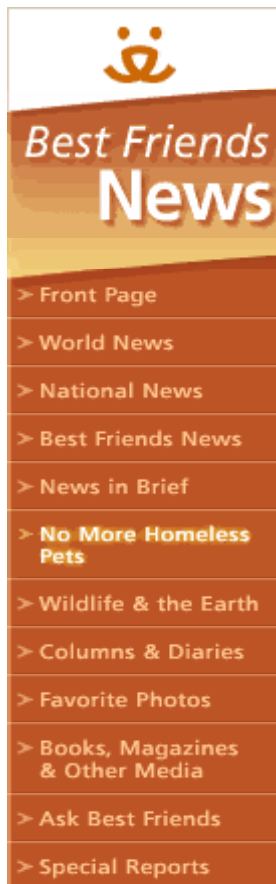 Best Friends
News
> Front Page
> World News
> National News
> Best Friends News
> News in Brief
> No More Homeless
Pets
> Wildlife & the Earth
> Columns & Diaries
> Favorite Photos
> Books, Magazines
& Other Media
> Ask Best Friends
> Special Reports